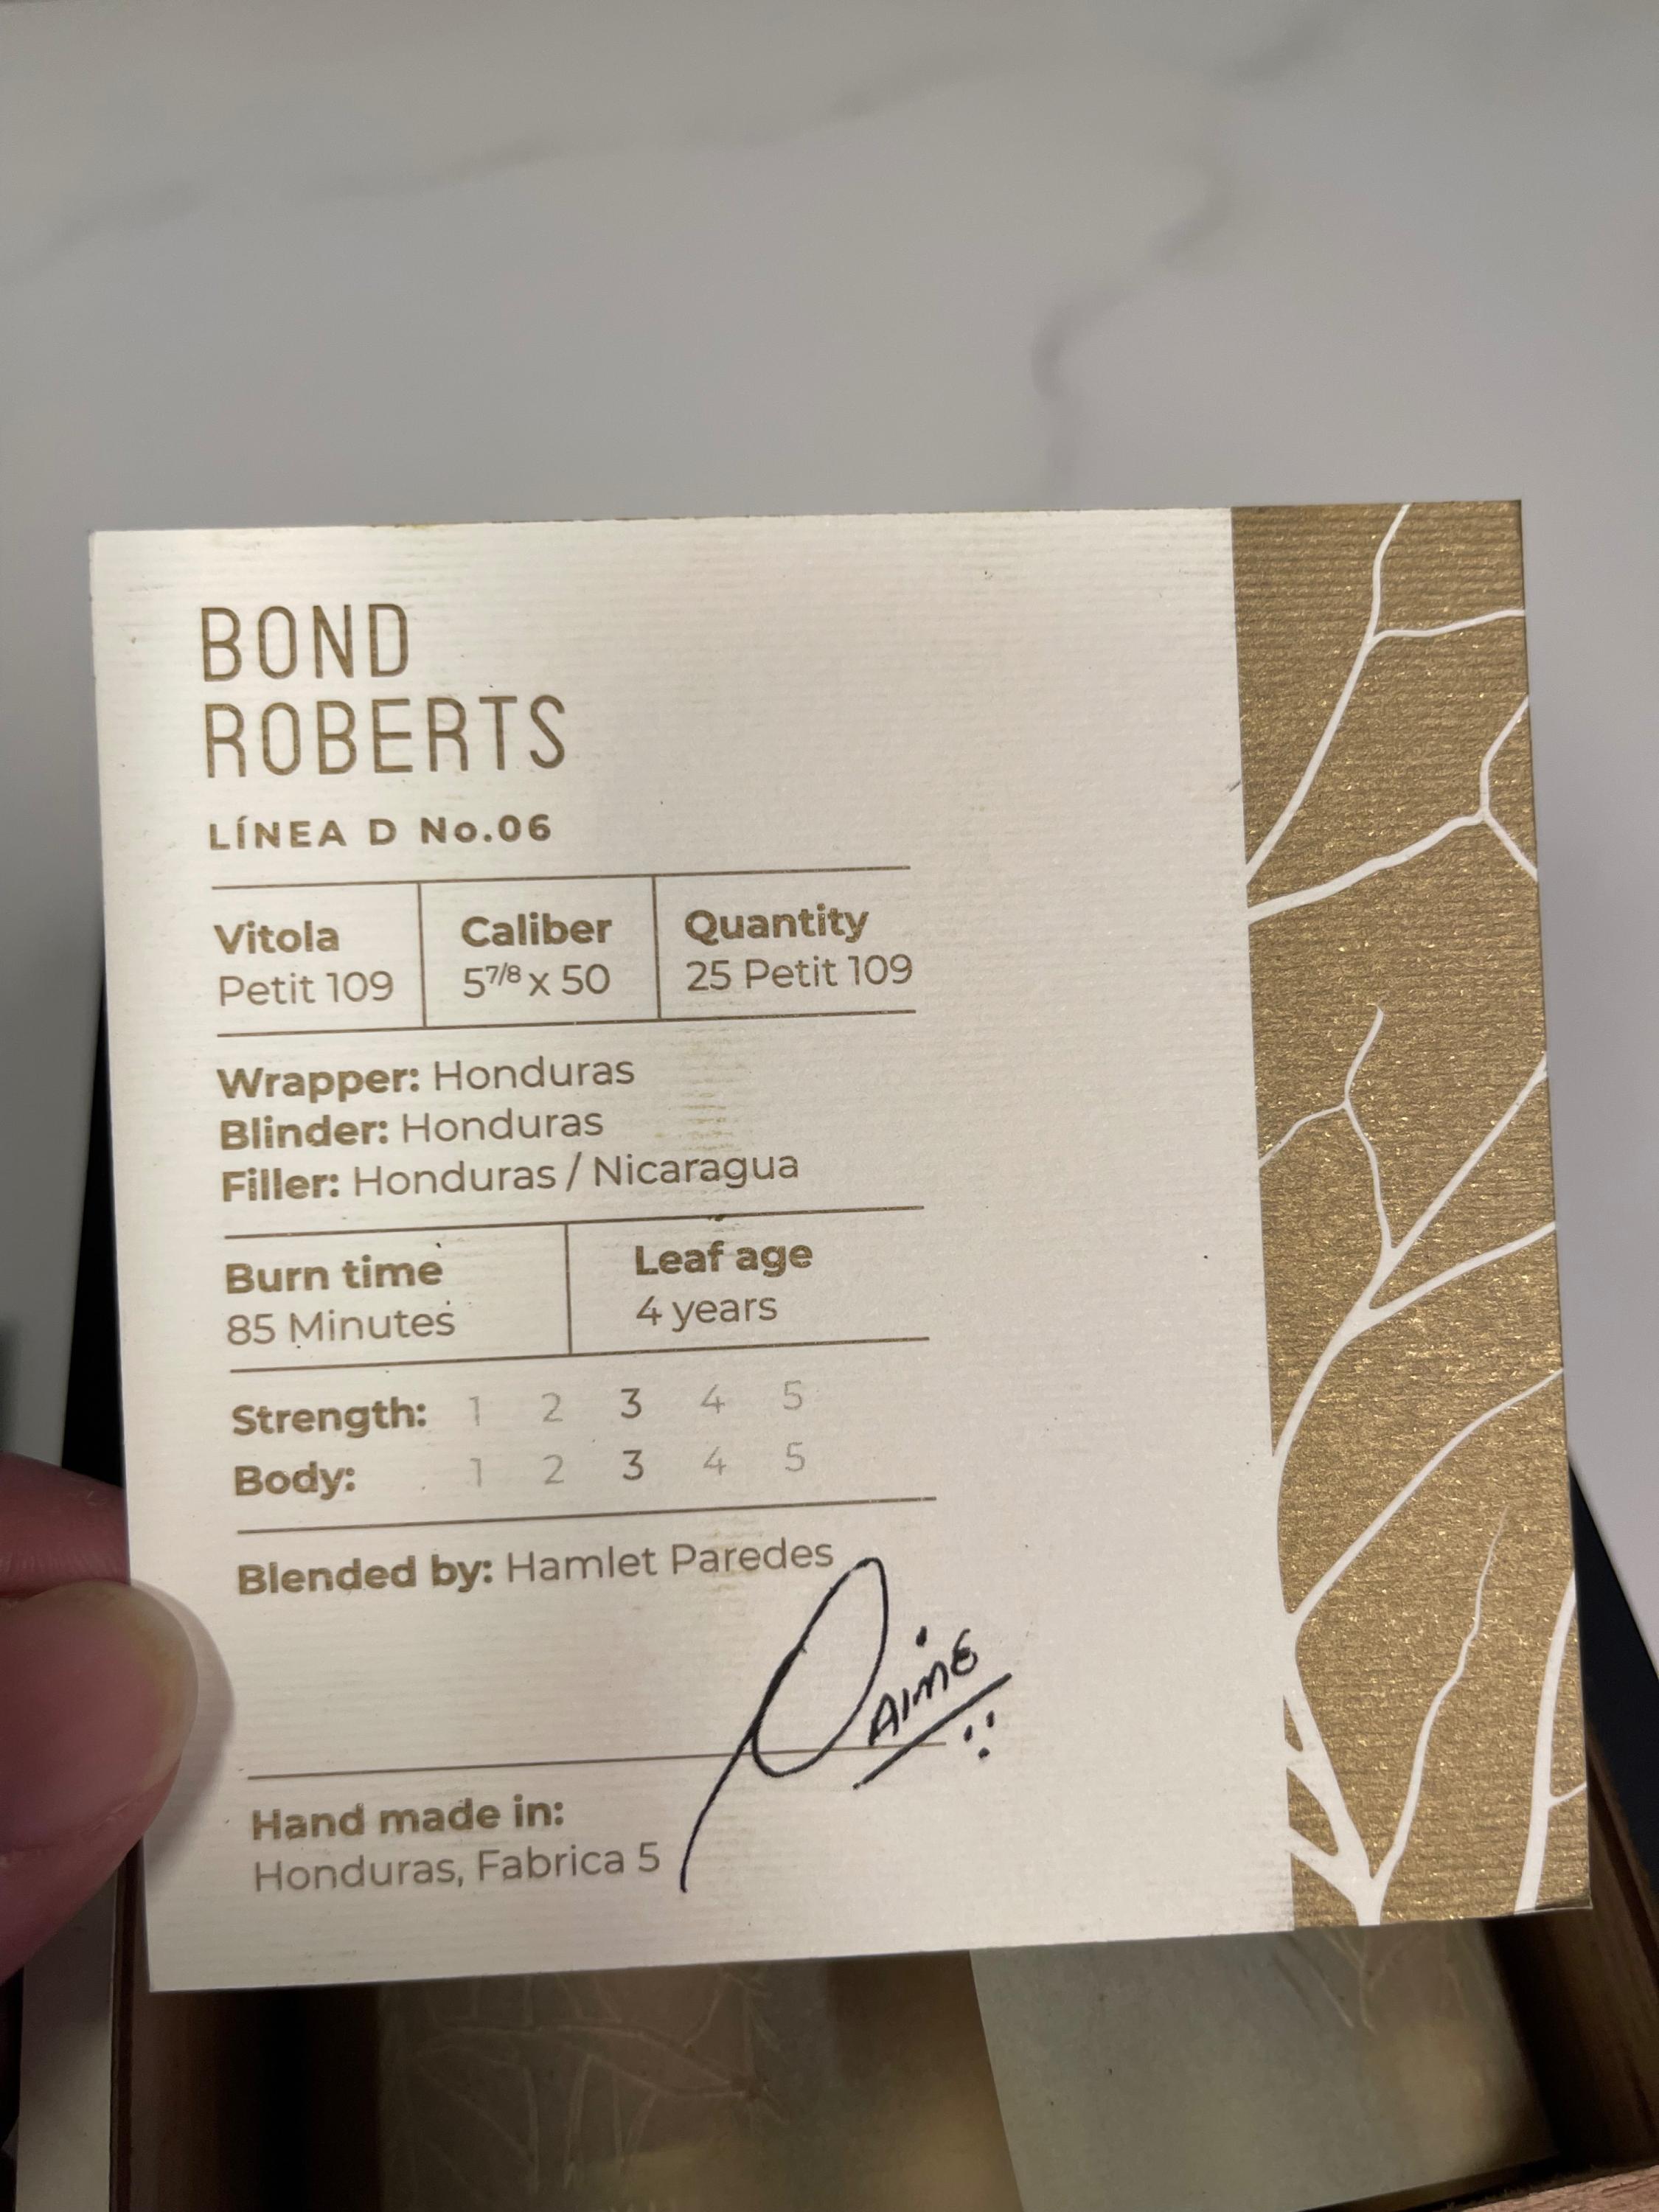 BOND
ROBERTS
LÍNEA D No.06
Vitola Caliber Quantity
Petit 109 5⁷/⁸ x 50 25 Petit 109
Wrapper: Honduras
Blinder: Honduras
Filler: Honduras / Nicaragua
Burn time Leaf age
85 Minutes 4 years
Strength: 1 2 3 4 5
Body: 1 2 3 4 5
Blended by: Hamlet Paredes
Hand made in:
Honduras, Fabrica 5